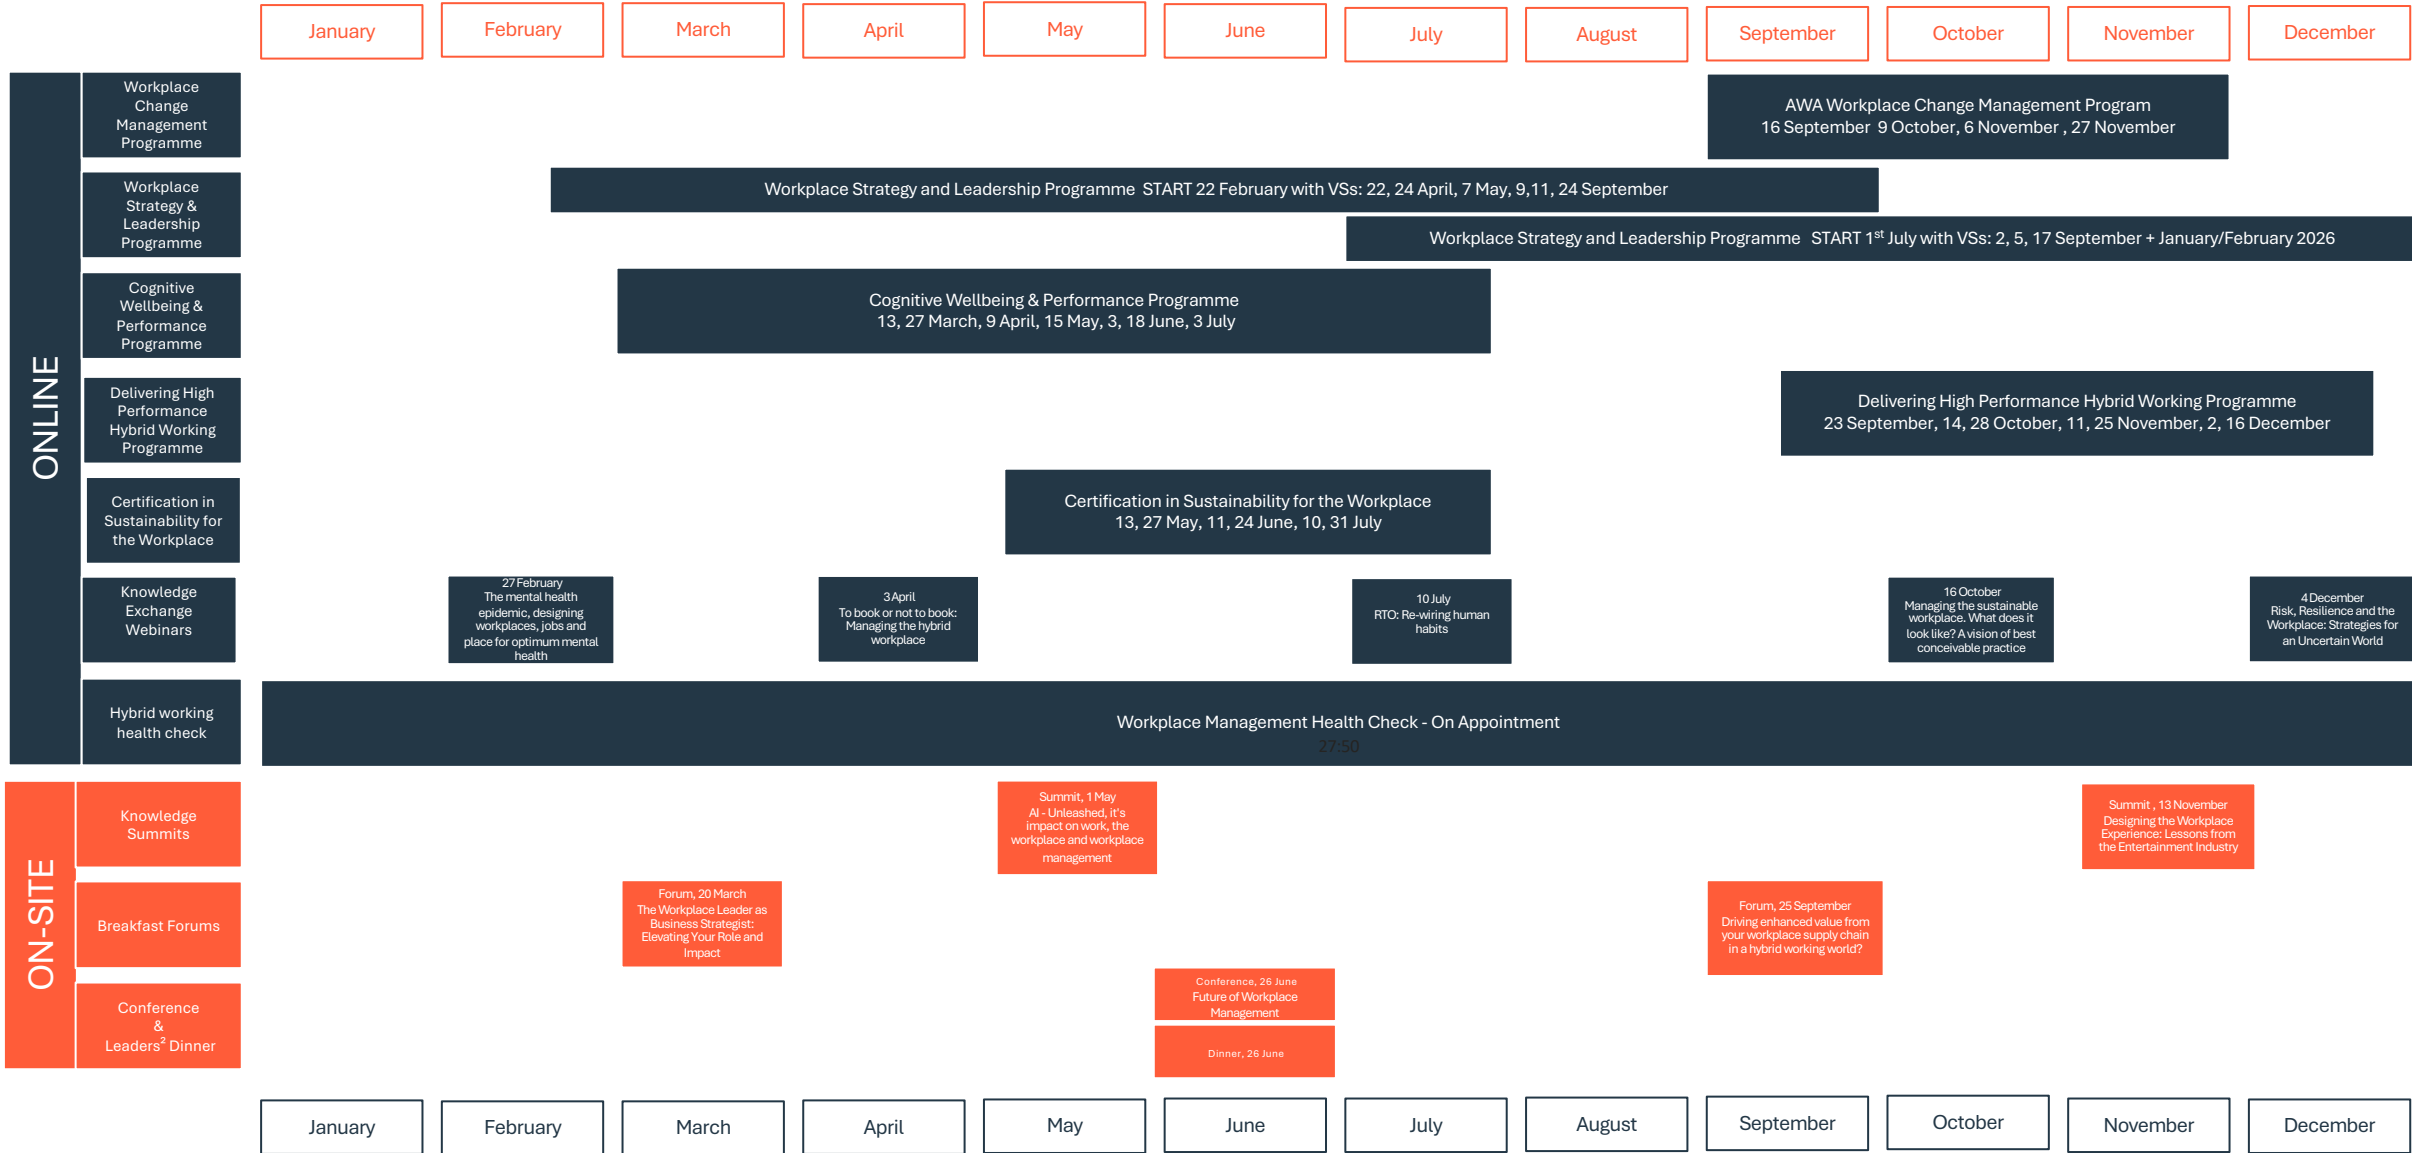 January
February
March
April
May
June
July
August
September
October
November
December
ONLINE
Workplace
Change
Management
Programme
AWA Workplace Change Management Program
16 September 9 October, 6 November , 27 November
Workplace
Strategy &
Leadership
Programme
Workplace Strategy and Leadership Programme START 22 February with VSs: 22, 24 April, 7 May, 9,11, 24 September
Workplace Strategy and Leadership Programme START 1st July with VSs: 2, 5, 17 September + January/February 2026
Cognitive
Wellbeing &
Performance
Programme
Cognitive Wellbeing & Performance Programme
13, 27 March, 9 April, 15 May, 3, 18 June, 3 July
Delivering High
Performance
Hybrid Working
Programme
Delivering High Performance Hybrid Working Programme
23 September, 14, 28 October, 11, 25 November, 2, 16 December
Certification in
Sustainability for
the Workplace
Certification in Sustainability for the Workplace
13, 27 May, 11, 24 June, 10, 31 July
Knowledge
Exchange
Webinars
27 February
The mental health
epidemic, designing
workplaces, jobs and
place for optimum mental
health
3 April
To book or not to book:
Managing the hybrid
workplace
10 July
RTO: Re-wiring human
habits
16 October
Managing the sustainable
workplace. What does it
look like? A vision of best
conceivable practice
4 December
Risk, Resilience and the
Workplace: Strategies for
an Uncertain World
Hybrid working
health check
Workplace Management Health Check - On Appointment
27:50
ON-SITE
Knowledge
Summits
Summit, 1 May
AI - Unleashed, it's
impact on work, the
workplace and workplace
management
Summit , 13 November
Designing the Workplace
Experience: Lessons from
the Entertainment Industry
Breakfast Forums
Forum, 20 March
The Workplace Leader as
Business Strategist:
Elevating Your Role and
Impact
Forum, 25 September
Driving enhanced value from
your workplace supply chain
in a hybrid working world?
Conference
&
Leaders² Dinner
Conference, 26 June
Future of Workplace
Management
Dinner, 26 June
January
February
March
April
May
June
July
August
September
October
November
December